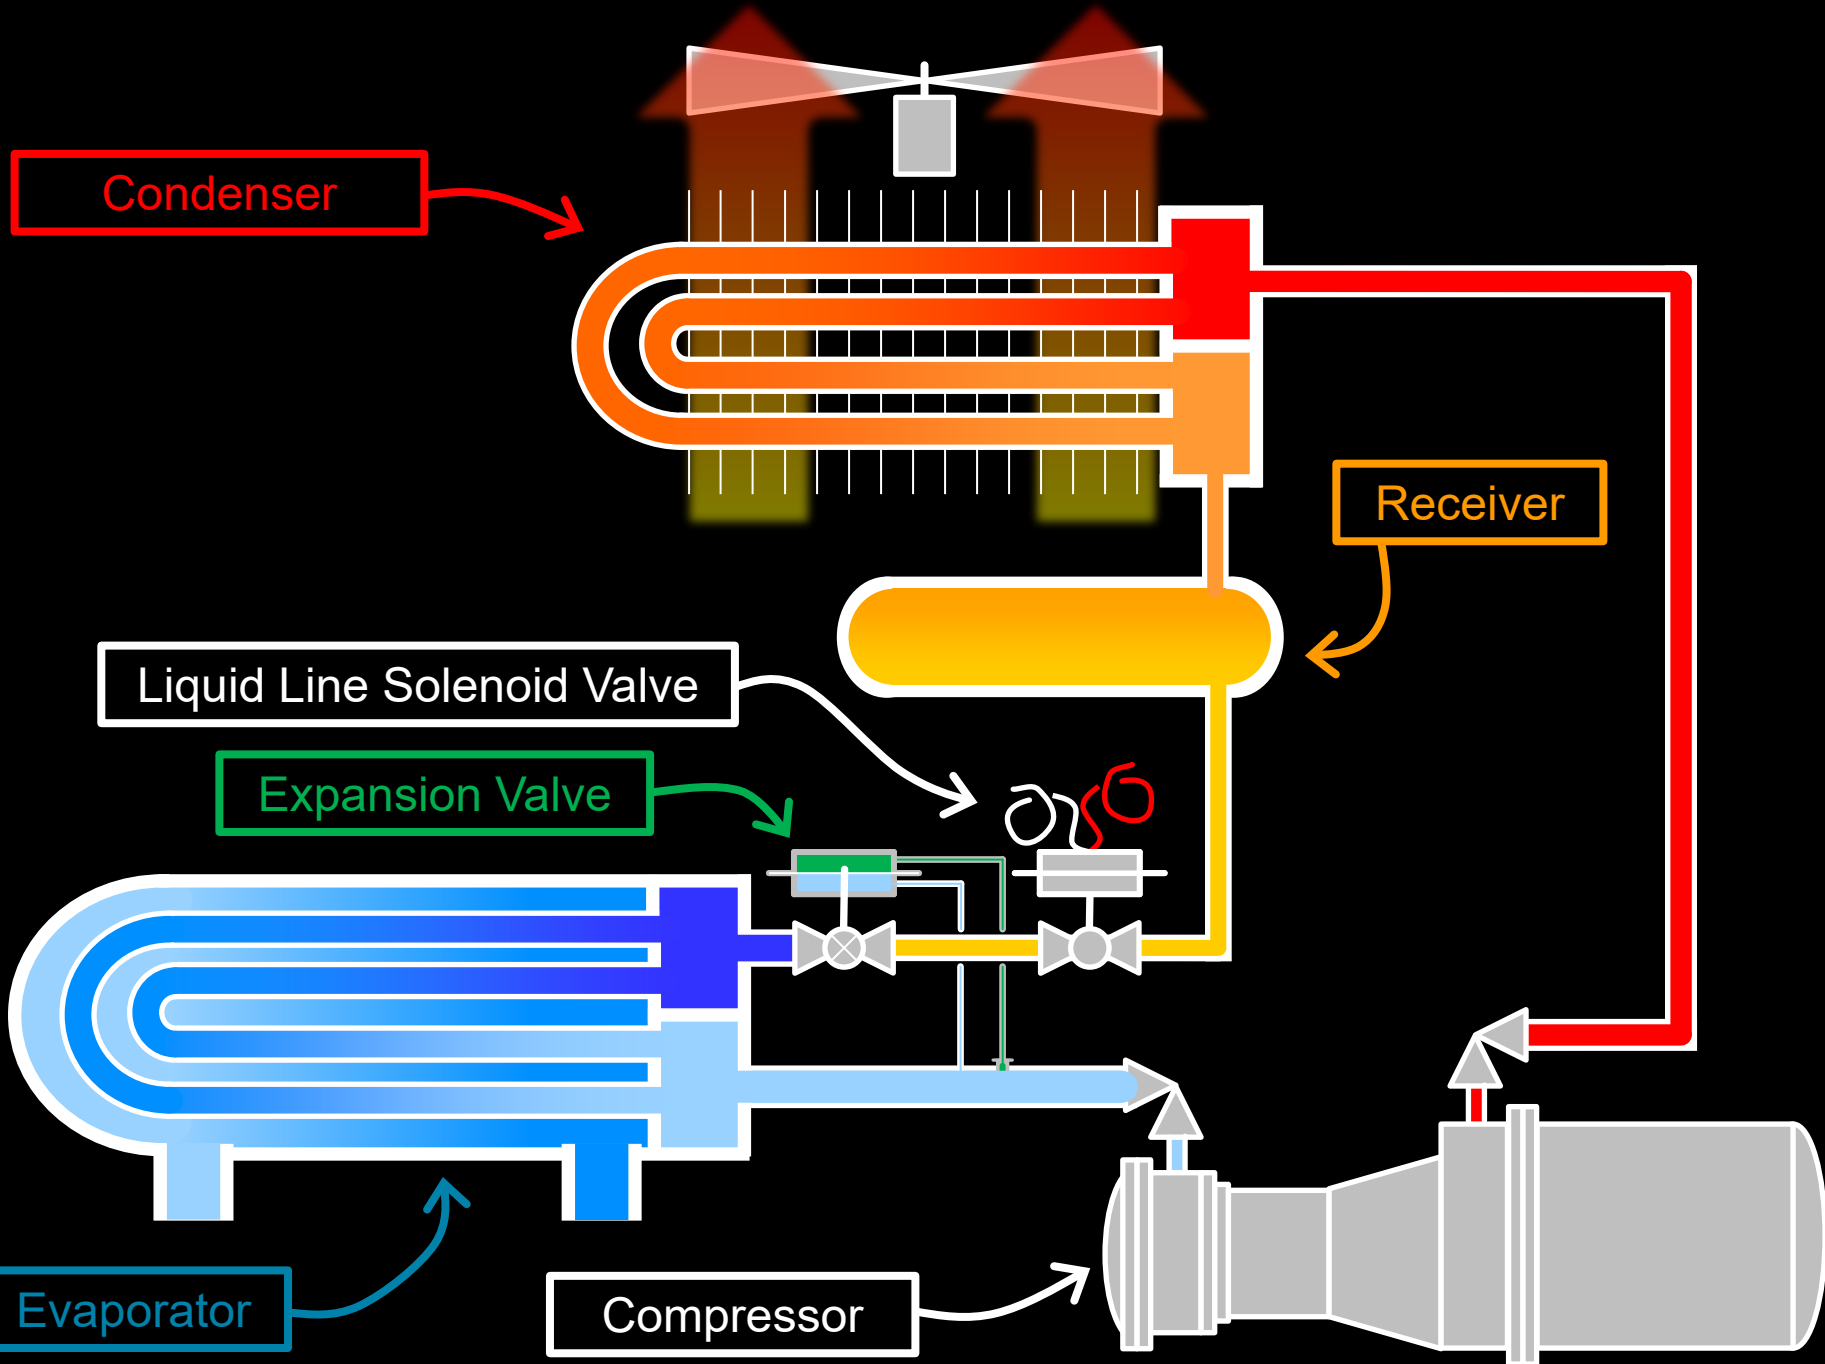 Condenser
Receiver
Liquid Line Solenoid Valve
Expansion Valve
Evaporator
Compressor